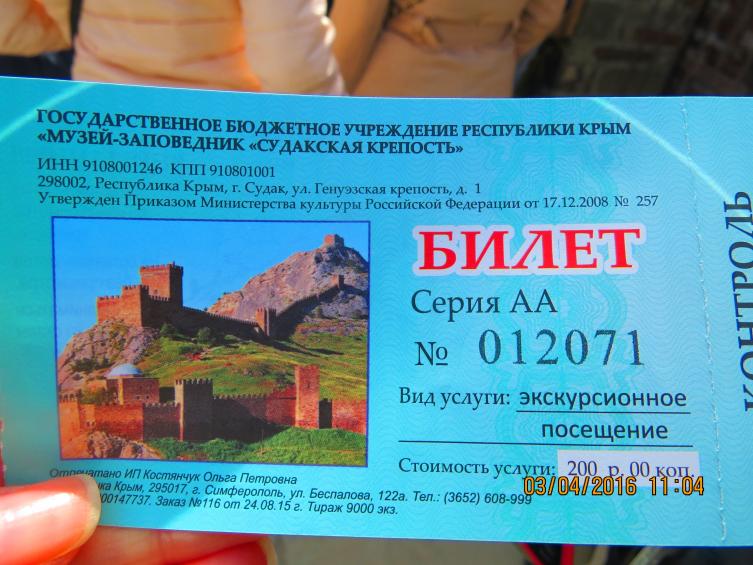 ГОСУДАРСТВЕННОЕ БЮДЖЕТНОЕ УЧРЕЖДЕНИЕ РЕСПУБЛИКИ КРЫМ
«МУЗЕЙ-ЗАПОВЕДНИК «СУДАКСКАЯ КРЕПОСТЬ»
ИНН 9108001246 КПП 910801001
298002, Республика Крым, г. Судак, ул. Генуэзская крепость, д. 1
Утвержден Приказом Министерства культуры Российской Федерации от 17.12.2008 № 257
БИЛЕТ
Серия АА
№ 012071
Вид услуги: экскурсионное
посещение
Стоимость услуги: 200 р. 00 коп.
КОНТРОЛЬ
Отпечатано ИП Костянчук Ольга Петровна
Крым, 295017, г. Симферополь, ул. Беспалова, 122а. Тел.: (3652) 608-999
Заказ №116 от 24.08.15 г. Тираж 9000 экз.
03/04/2016 11:04